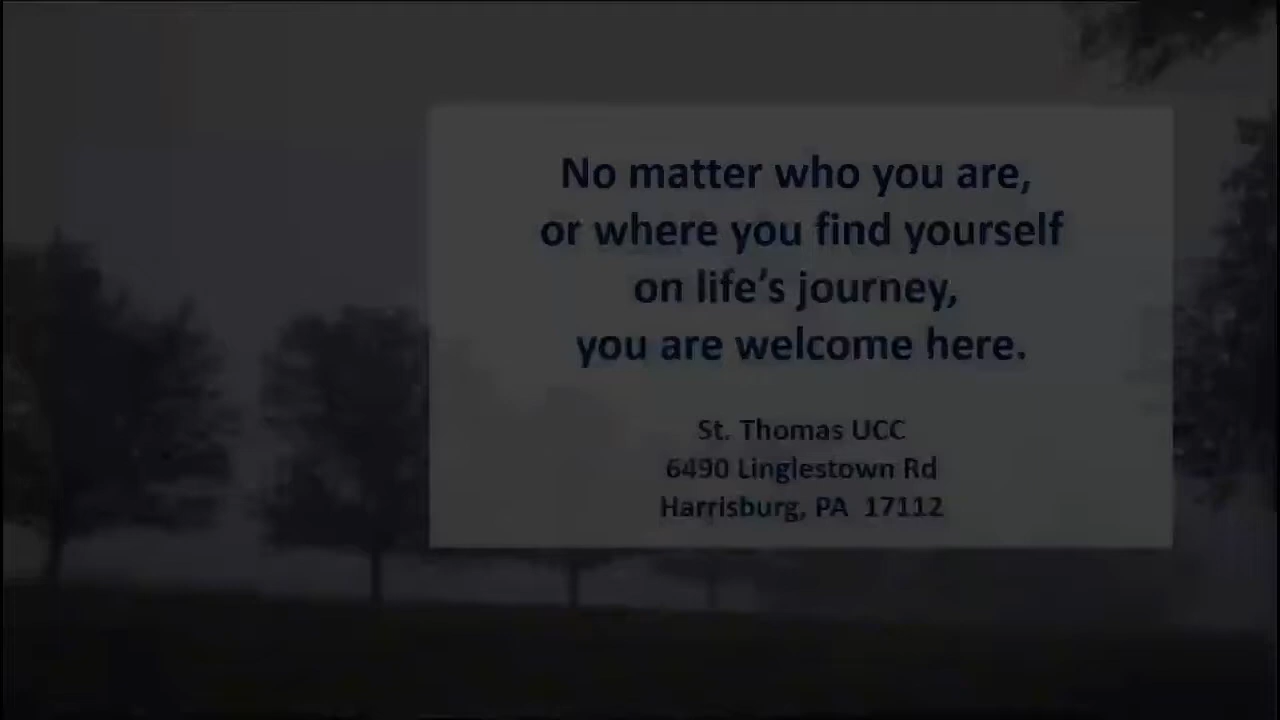 No matter who you are,
or where you find yourself
on life's journey,
you are welcome here.
St. Thomas UCC
6490 Linglestown Rd
Harrisburg, PA  17112